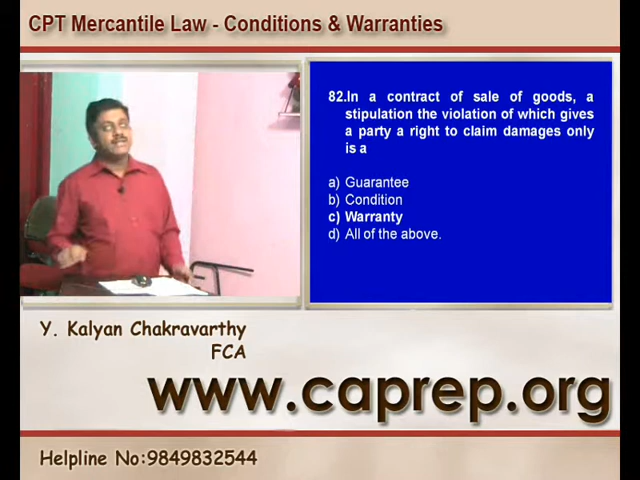 CPT Mercantile Law - Conditions & Warranties
82.In a contract of sale of goods, a
stipulation the violation of which gives
a party a right to claim damages only
is a
a) Guarantee
b) Condition
c) Warranty
d) All of the above.
Y. Kalyan Chakravarthy
FCA
www.caprep.org
Helpline No:9849832544